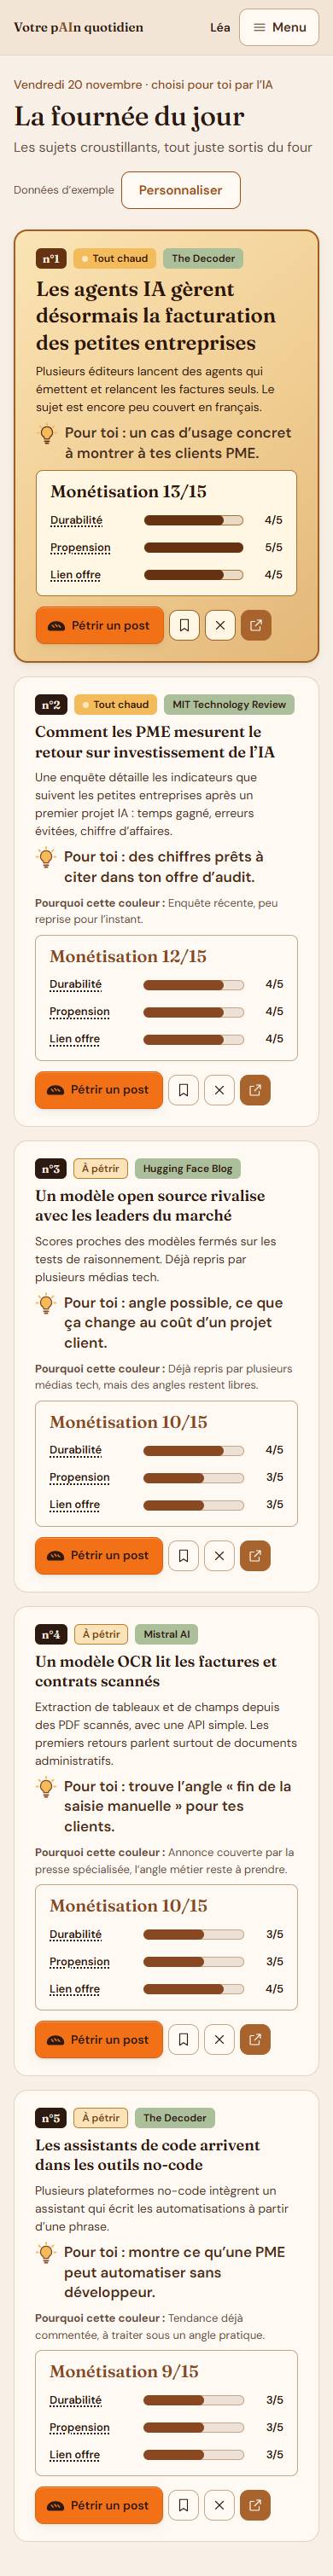 Votre pAIn quotidien
Léa
Menu
Vendredi 20 novembre · choisi pour toi par l’IA
La fournée du jour
Les sujets croustillants, tout juste sortis du four
Données d’exemple
Personnaliser
n°1
Tout chaud
The Decoder
Les agents IA gèrent
désormais la facturation
des petites entreprises
Plusieurs éditeurs lancent des agents qui
émettent et relancent les factures seuls. Le
sujet est encore peu couvert en français.
Pour toi : un cas d’usage concret
à montrer à tes clients PME.
Monétisation 13/15
Durabilité 4/5
Propension 5/5
Lien offre 4/5
Pétrir un post
n°2
Tout chaud
MIT Technology Review
Comment les PME mesurent le
retour sur investissement de l’IA
Une enquête détaille les indicateurs que
suivent les petites entreprises après un
premier projet IA : temps gagné, erreurs
évitées, chiffre d’affaires.
Pour toi : des chiffres prêts à
citer dans ton offre d’audit.
Pourquoi cette couleur : Enquête récente, peu
reprise pour l’instant.
Monétisation 12/15
Durabilité 4/5
Propension 4/5
Lien offre 4/5
Pétrir un post
n°3
À pétrir
Hugging Face Blog
Un modèle open source rivalise
avec les leaders du marché
Scores proches des modèles fermés sur les
tests de raisonnement. Déjà repris par
plusieurs médias tech.
Pour toi : angle possible, ce que
ça change au coût d’un projet
client.
Pourquoi cette couleur : Déjà repris par plusieurs
médias tech, mais des angles restent libres.
Monétisation 10/15
Durabilité 4/5
Propension 3/5
Lien offre 3/5
Pétrir un post
n°4
À pétrir
Mistral AI
Un modèle OCR lit les factures et
contrats scannés
Extraction de tableaux et de champs depuis
des PDF scannés, avec une API simple. Les
premiers retours parlent surtout de documents
administratifs.
Pour toi : trouve l’angle « fin de la
saisie manuelle » pour tes
clients.
Pourquoi cette couleur : Annonce couverte par la
presse spécialisée, l’angle métier reste à prendre.
Monétisation 10/15
Durabilité 3/5
Propension 3/5
Lien offre 4/5
Pétrir un post
n°5
À pétrir
The Decoder
Les assistants de code arrivent
dans les outils no-code
Plusieurs plateformes no-code intègrent un
assistant qui écrit les automatisations à partir
d’une phrase.
Pour toi : montre ce qu’une PME
peut automatiser sans
développeur.
Pourquoi cette couleur : Tendance déjà
commentée, à traiter sous un angle pratique.
Monétisation 9/15
Durabilité 3/5
Propension 3/5
Lien offre 3/5
Pétrir un post